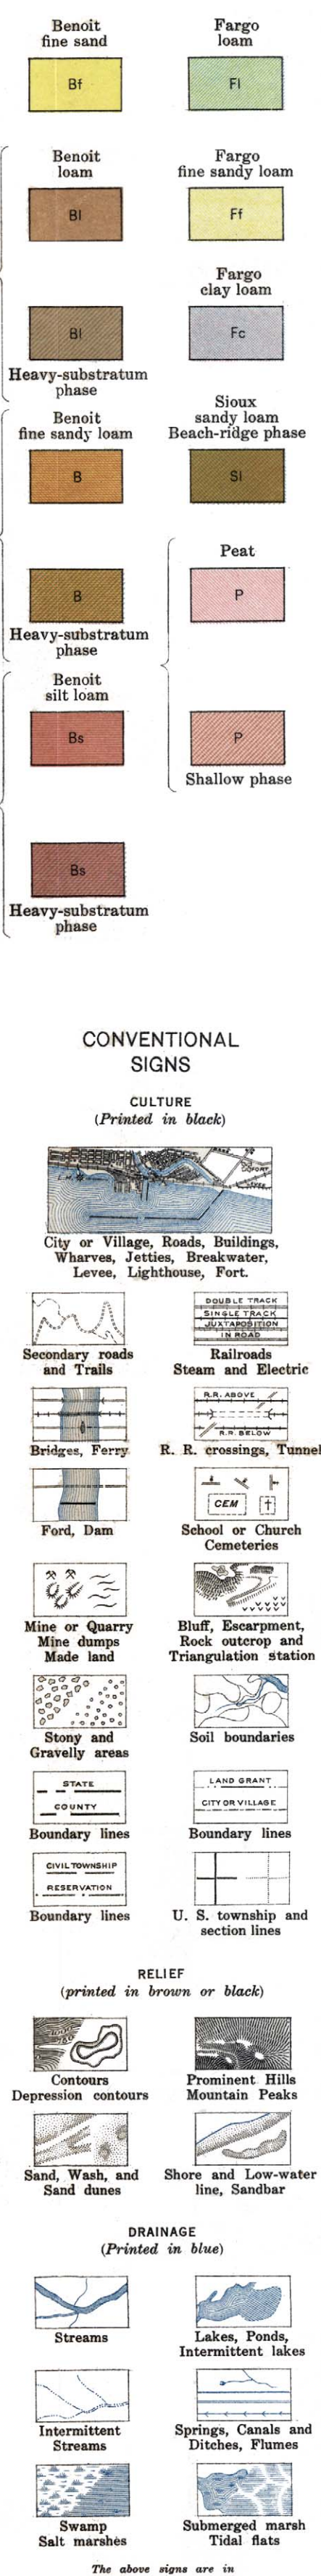 Benoit
fine sand
Bf
Fargo
loam
Fl
Benoit
loam
Bl
Fargo
fine sandy loam
Ff
Bl
Heavy-substratum
phase
Fargo
clay loam
Fc
Benoit
fine sandy loam
B
Sioux
sandy loam
Beach-ridge phase
Sl
B
Heavy-substratum
phase
Peat
P
Benoit
silt loam
Bs
P
Shallow phase
Bs
Heavy-substratum
phase
CONVENTIONAL
SIGNS
CULTURE
(Printed in black)
City or Village, Roads, Buildings,
Wharves, Jetties, Breakwater,
Levee, Lighthouse, Fort.
Secondary roads
and Trails
DOUBLE TRACK
SINGLE TRACK
JUXTAPOSITION
IN ROAD
Railroads
Steam and Electric
Bridges, Ferry
R.R. ABOVE
R.R. BELOW
R. R. crossings, Tunnel
Ford, Dam
CEM
School or Church
Cemeteries
Mine or Quarry
Mine dumps
Made land
Bluff, Escarpment,
Rock outcrop and
Triangulation station
Stony and
Gravelly areas
Soil boundaries
STATE
COUNTY
Boundary lines
LAND GRANT
CITY OR VILLAGE
Boundary lines
CIVIL TOWNSHIP
RESERVATION
Boundary lines
U. S. township and
section lines
RELIEF
(printed in brown or black)
Contours
Depression contours
Prominent Hills
Mountain Peaks
Sand, Wash, and
Sand dunes
Shore and Low-water
line, Sandbar
DRAINAGE
(Printed in blue)
Streams
Lakes, Ponds,
Intermittent lakes
Intermittent
Streams
Springs, Canals and
Ditches, Flumes
Swamp
Salt marshes
Submerged marsh
Tidal flats
The above signs are in